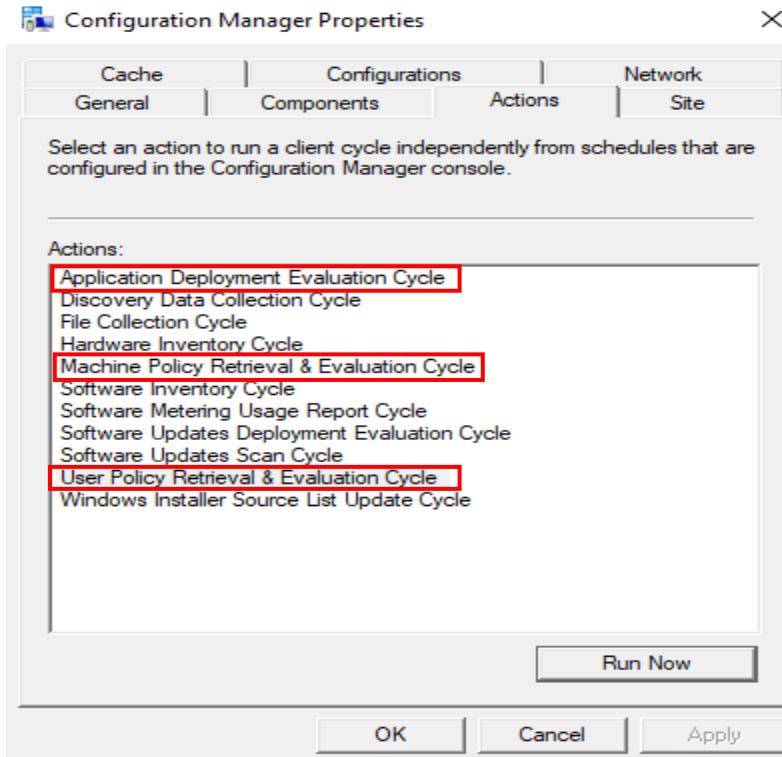 Configuration Manager Properties
Cache
Configurations
Network
General
Components
Actions
Site
Select an action to run a client cycle independently from schedules that are
configured in the Configuration Manager console.
Actions:
Application Deployment Evaluation Cycle
Discovery Data Collection Cycle
File Collection Cycle
Hardware Inventory Cycle
Machine Policy Retrieval & Evaluation Cycle
Software Inventory Cycle
Software Metering Usage Report Cycle
Software Updates Deployment Evaluation Cycle
Software Updates Scan Cycle
User Policy Retrieval & Evaluation Cycle
Windows Installer Source List Update Cycle
Run Now
OK
Cancel
Apply